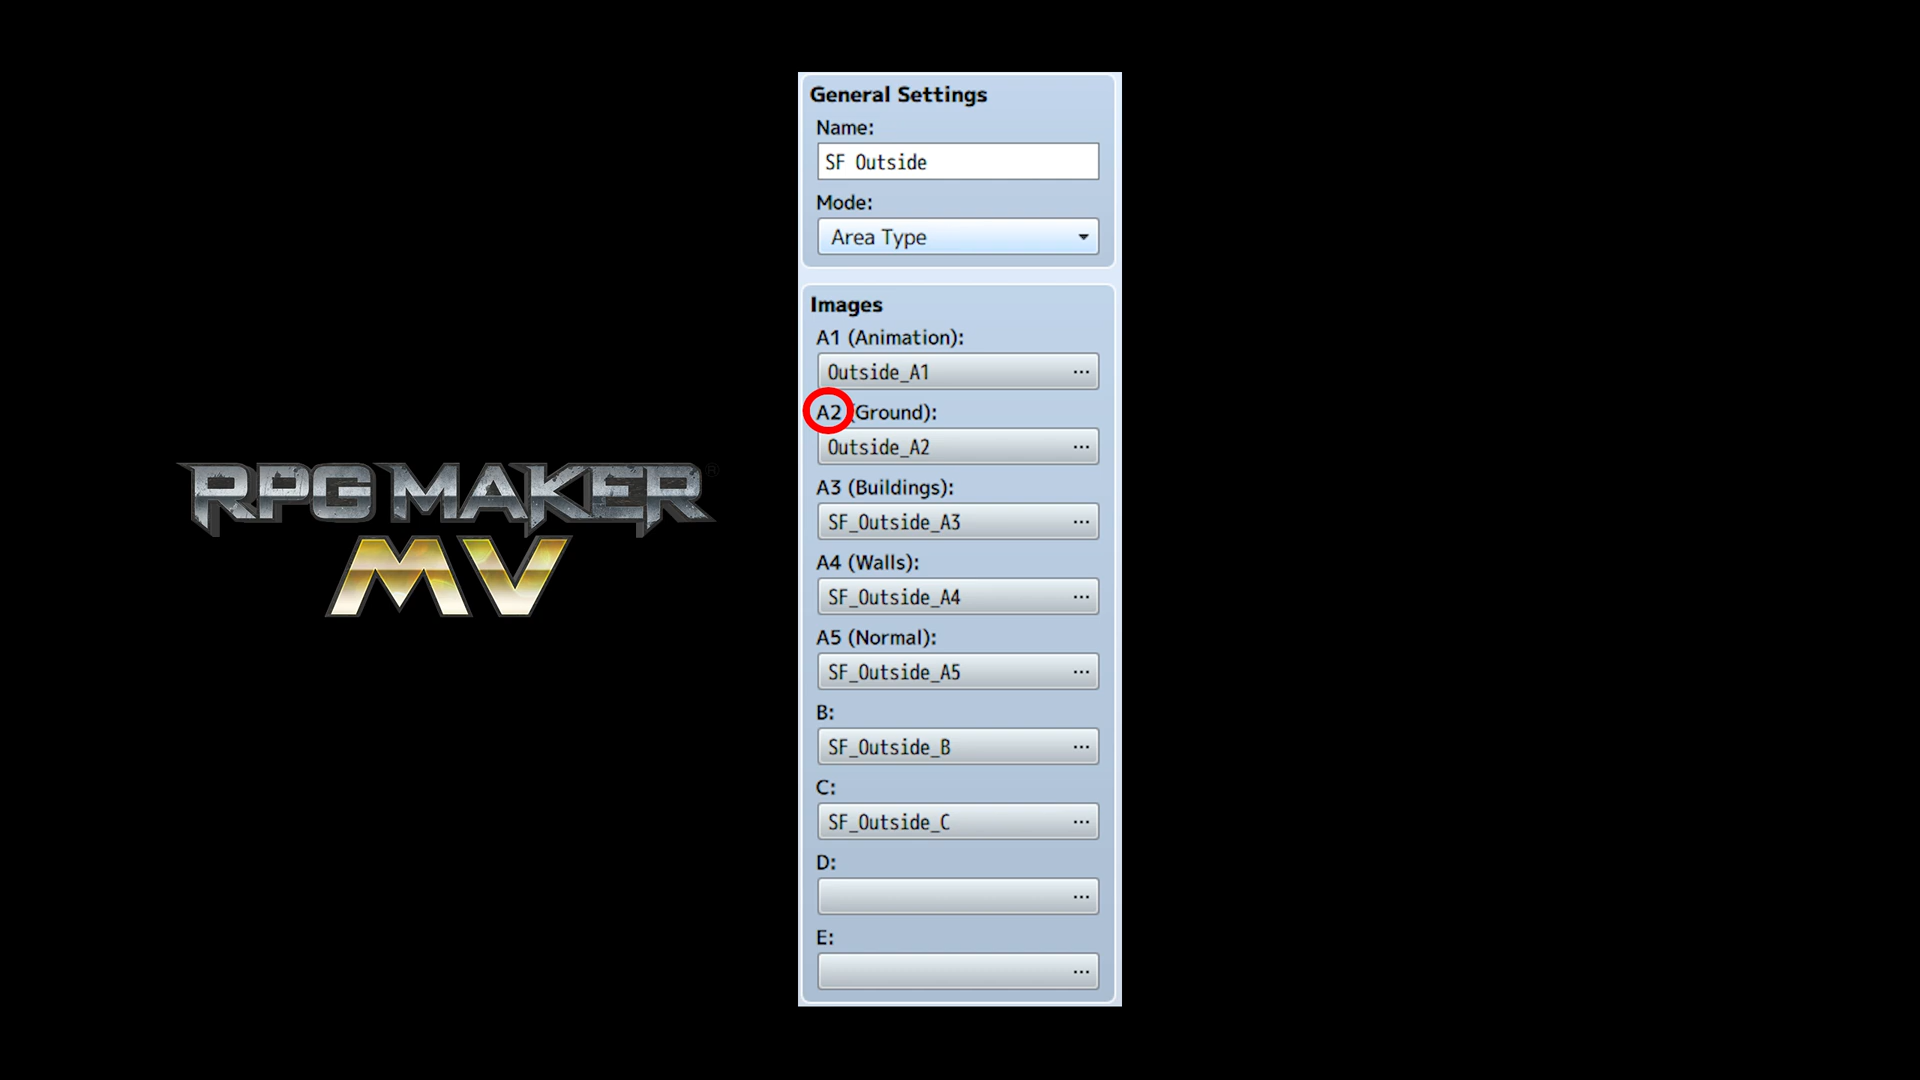 RPG MAKER®
MV
General Settings
Name:
SF Outside
Mode:
Area Type
Images
A1 (Animation):
Outside_A1 ...
A2 (Ground):
Outside_A2 ...
A3 (Buildings):
SF_Outside_A3 ...
A4 (Walls):
SF_Outside_A4 ...
A5 (Normal):
SF_Outside_A5 ...
B:
SF_Outside_B ...
C:
SF_Outside_C ...
D:
...
E:
...